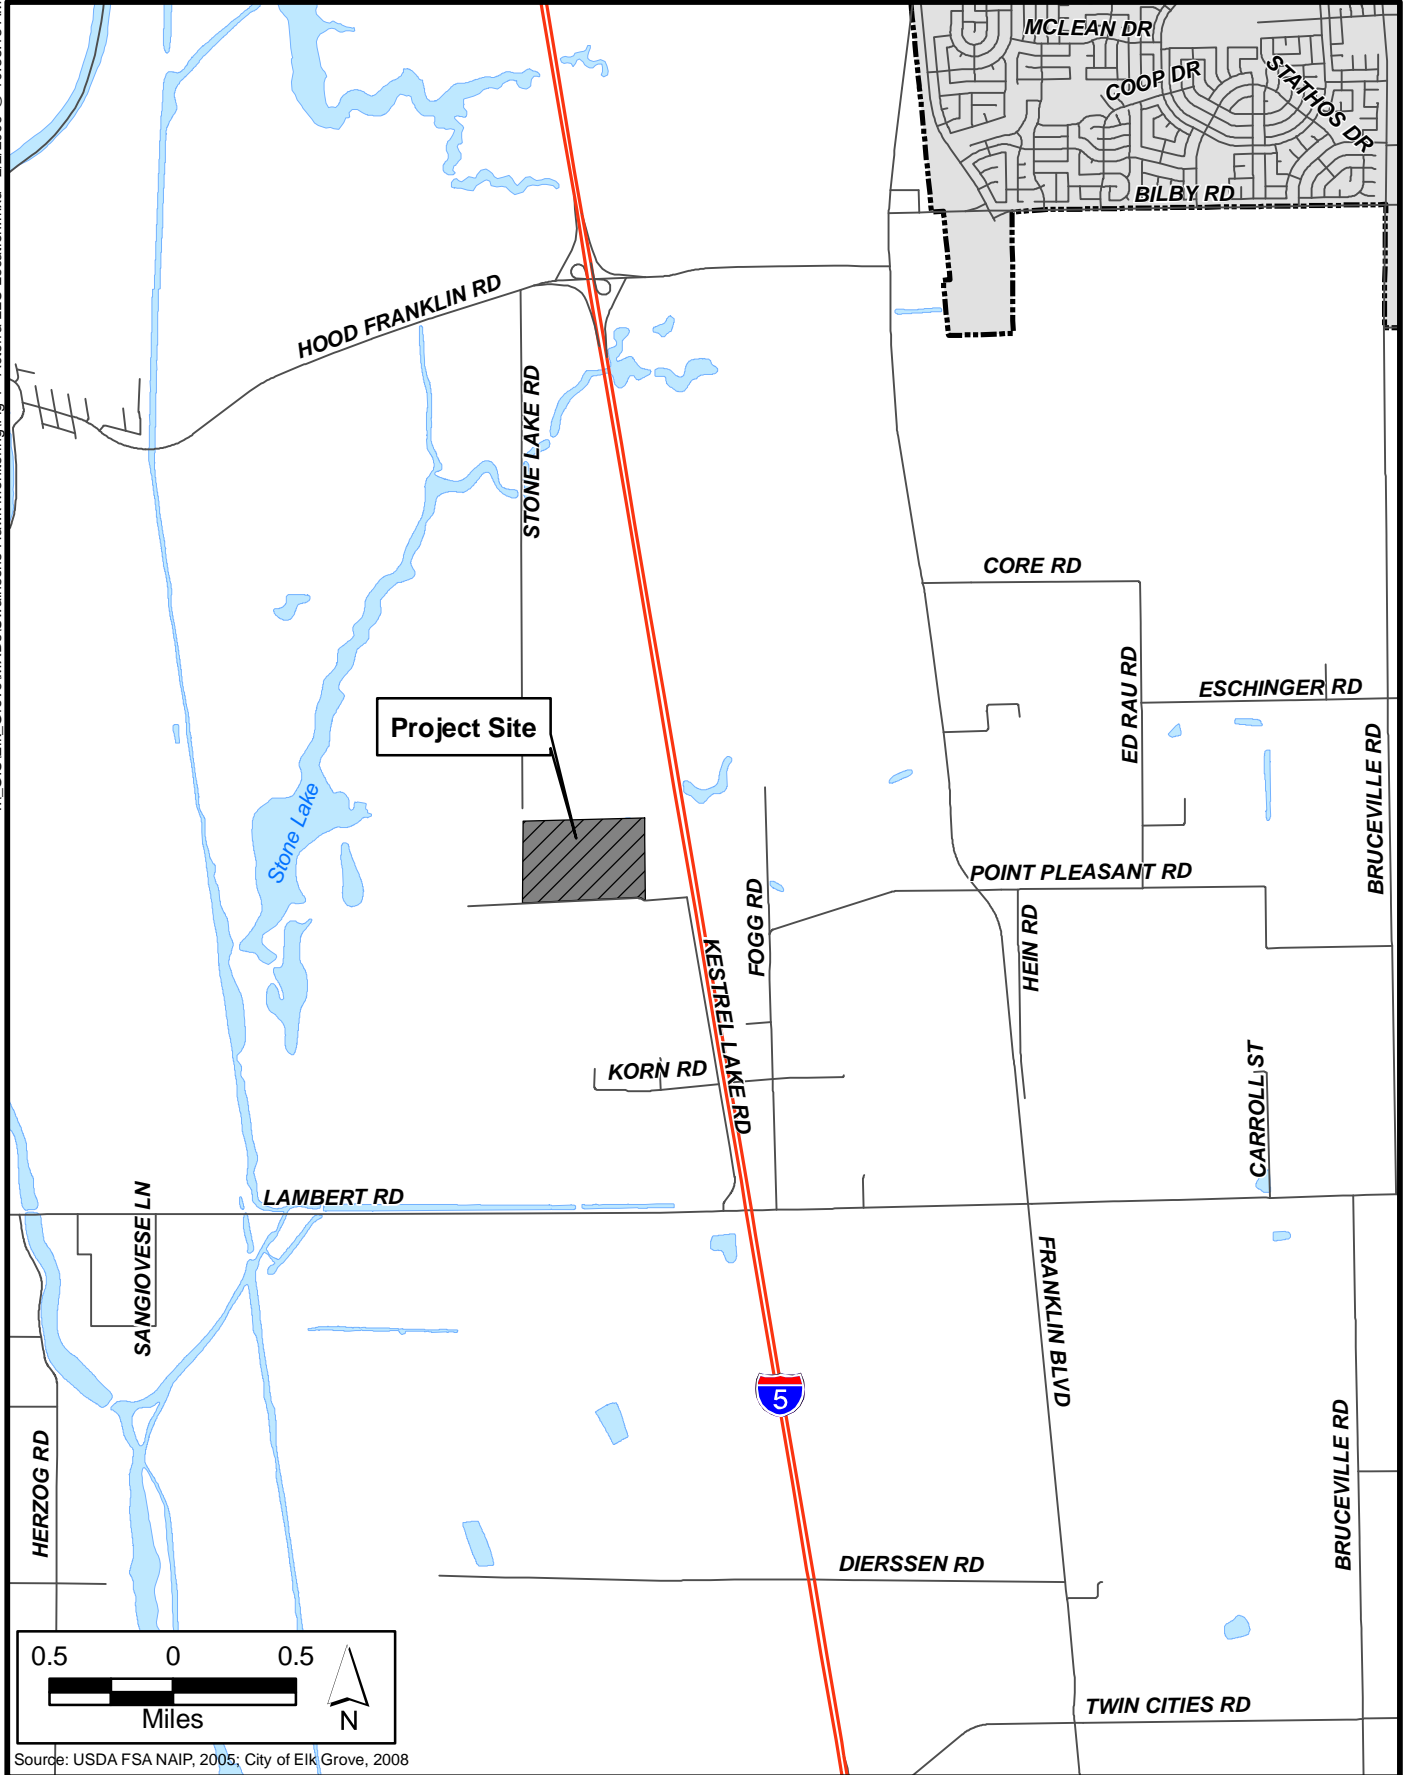 MCLEAN DR
COOP DR
STATHOS DR
BILBY RD
HOOD FRANKLIN RD
STONE LAKE RD
CORE RD
ED RAU RD
ESCHINGER RD
Project Site
BRUCEVILLE RD
Stone Lake
POINT PLEASANT RD
FOGG RD
HEIN RD
KESTREL LAKE RD
KORN RD
CARROLL ST
LAMBERT RD
SANGIOVESE LN
FRANKLIN BLVD
5
HERZOG RD
BRUCEVILLE RD
DIERSSEN RD
0.5 0 0.5
Miles
N
TWIN CITIES RD
Source: USDA FSA NAIP, 2005; City of Elk Grove, 2008